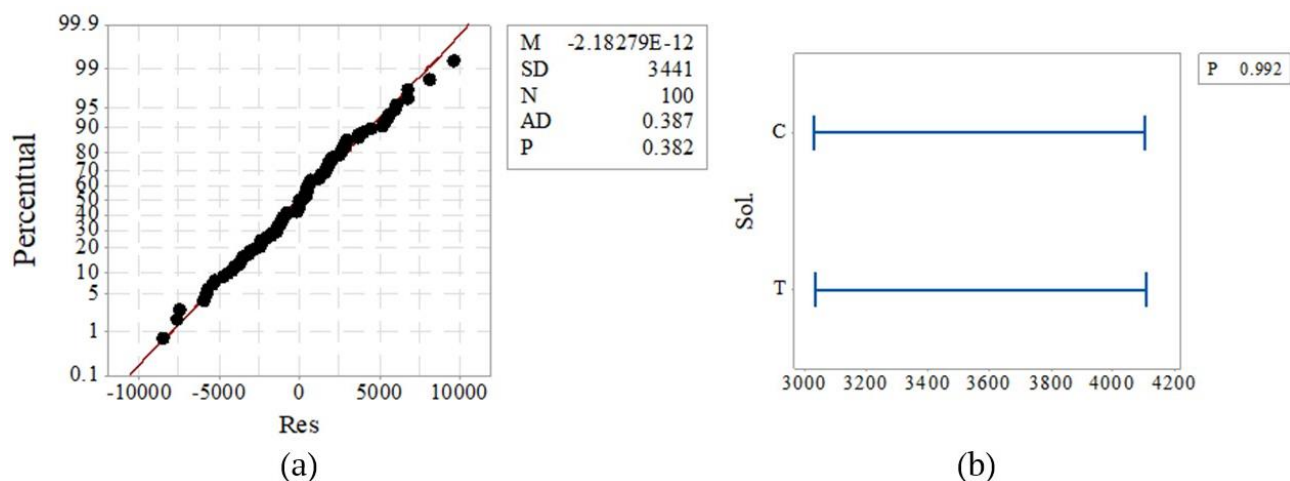 99.9
99
95
90
80
70
60
50
40
30
20
10
5
1
0.1
Percentual
-10000 -5000 0 5000 10000
Res
M -2.18279E-12
SD 3441
N 100
AD 0.387
P 0.382
(a)
P 0.992
C
T
Sol.
3000 3200 3400 3600 3800 4000 4200
(b)